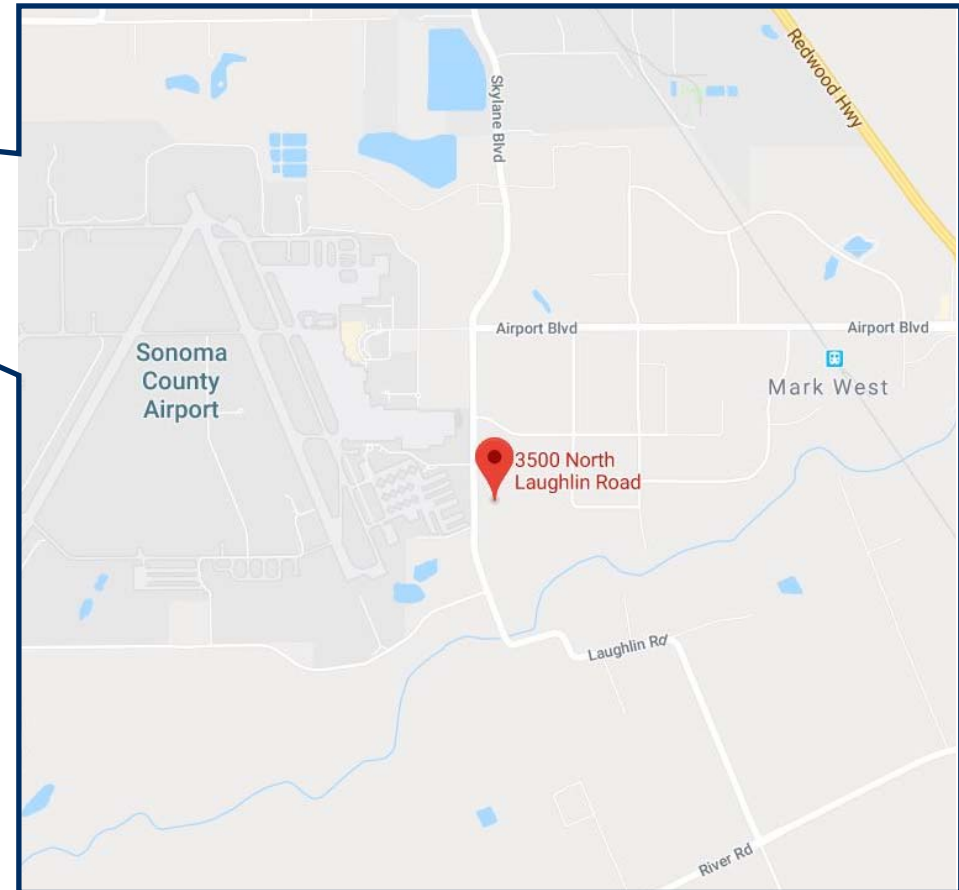 Redwood Hwy
Skylane Blvd
Airport Blvd
Airport Blvd
Sonoma
County
Airport
Mark West
3500 North
Laughlin Road
Laughlin Rd
River Rd